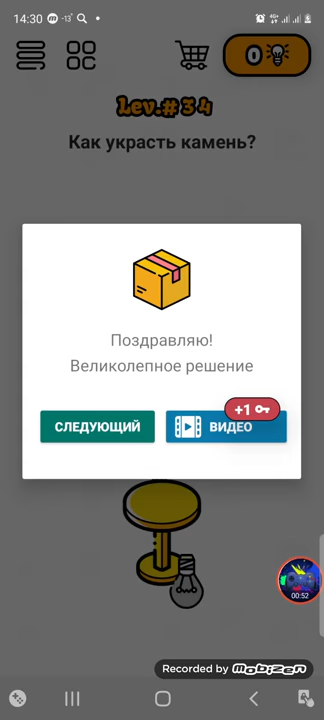 14:30 -13° 4G+
0
Lev.# 34
Как украсть камень?
Поздравляю!
Великолепное решение
+1
СЛЕДУЮЩИЙ ВИДЕО
00:52
Recorded by mobizen